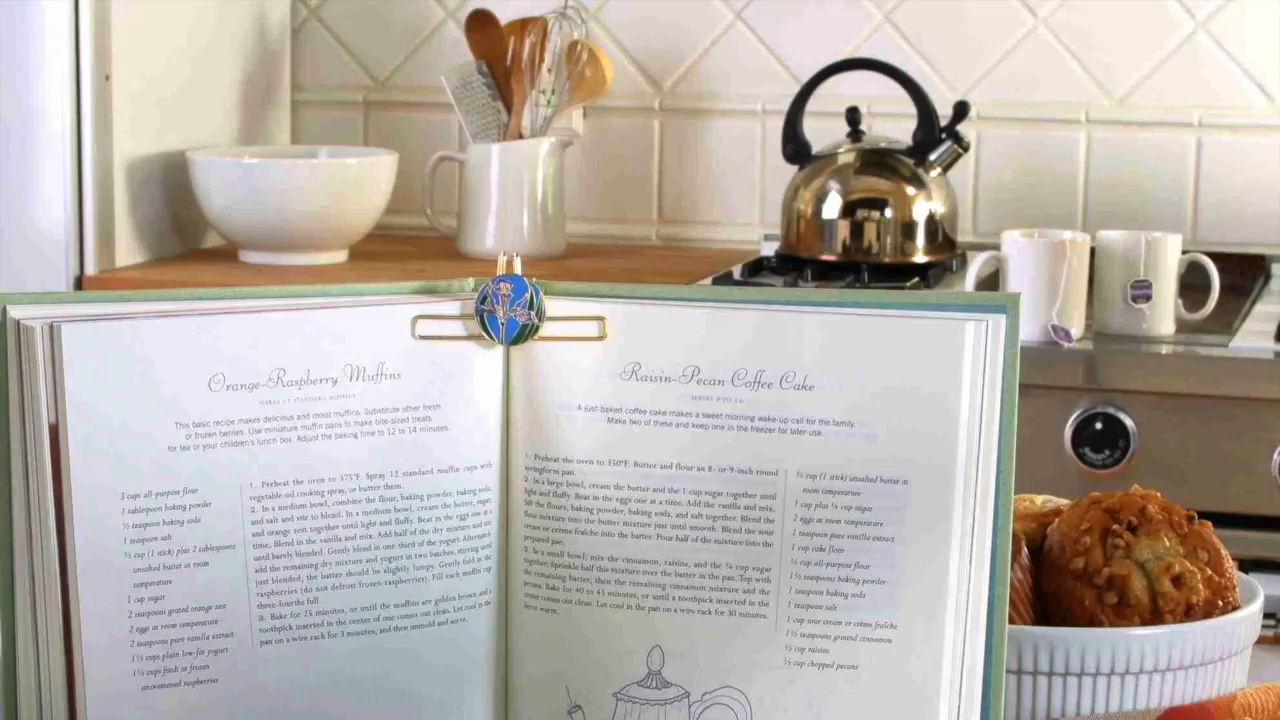 Orange-Raspberry Muffins
MAKES 12 STANDARD MUFFINS
This basic recipe makes delicious and moist muffins. Substitute other fresh
or frozen berries. Use miniature muffin pans to make bite-sized treats
for tea or your children's lunch box. Adjust the baking time to 12 to 14 minutes.
3 cups all-purpose flour
1 tablespoon baking powder
½ teaspoon baking soda
1 teaspoon salt
½ cup (1 stick) plus 2 tablespoons
unsalted butter at room
temperature
1 cup sugar
2 teaspoons grated orange zest
2 eggs at room temperature
2 teaspoons pure vanilla extract
1½ cups plain low-fat yogurt
1½ cups fresh or frozen
unsweetened raspberries
1. Preheat the oven to 375°F. Spray 12 standard muffin cups with
vegetable-oil cooking spray, or butter them.
2. In a medium bowl, combine the flour, baking powder, baking soda,
and salt and stir to blend. In a medium bowl, cream the butter, sugar,
and orange zest together until light and fluffy. Beat in the eggs one at a
time. Blend in the vanilla and mix. Add half of the dry mixture and stir
until barely blended. Gently blend in one-third of the yogurt. Alternately
add the remaining dry mixture and yogurt in two batches, stirring until
just blended; the batter should be slightly lumpy. Gently fold in the
raspberries (do not defrost frozen raspberries). Fill each muffin cup
three-fourths full.
3. Bake for 25 minutes, or until the muffins are golden brown and a
toothpick inserted in the center of one comes out clean. Let cool in the
pan on a wire rack for 3 minutes, and then unmold and serve.
Raisin-Pecan Coffee Cake
SERVES 8 TO 10
A just-baked coffee cake makes a sweet morning wake-up call for the family.
Make two of these and keep one in the freezer for later use.
1. Preheat the oven to 350°F. Butter and flour an 8- or 9-inch round
springform pan.
2. In a large bowl, cream the butter and the 1 cup sugar together until
light and fluffy. Beat in the eggs one at a time. Add the vanilla and mix.
Sift the flours, baking powder, baking soda, and salt together. Blend the
flour mixture into the butter mixture just until smooth. Blend the sour
cream or crème fraîche into the batter. Pour half of the mixture into the
prepared pan.
3. In a small bowl, mix the cinnamon, raisins, and the ¼ cup sugar
together. Sprinkle half this mixture over the batter in the pan. Top with
the remaining batter, then the remaining cinnamon mixture and the
pecans. Bake for 40 to 45 minutes, or until a toothpick inserted in the
center comes out clean. Let cool in the pan on a wire rack for 30 minutes.
Serve warm.
½ cup (1 stick) unsalted butter at
room temperature
1 cup plus ¼ cup sugar
2 eggs at room temperature
1 teaspoon pure vanilla extract
1 cup cake flour
½ cup all-purpose flour
1½ teaspoons baking powder
1 teaspoon baking soda
1 teaspoon salt
1 cup sour cream or crème fraîche
1½ teaspoons ground cinnamon
½ cup raisins
½ cup chopped pecans